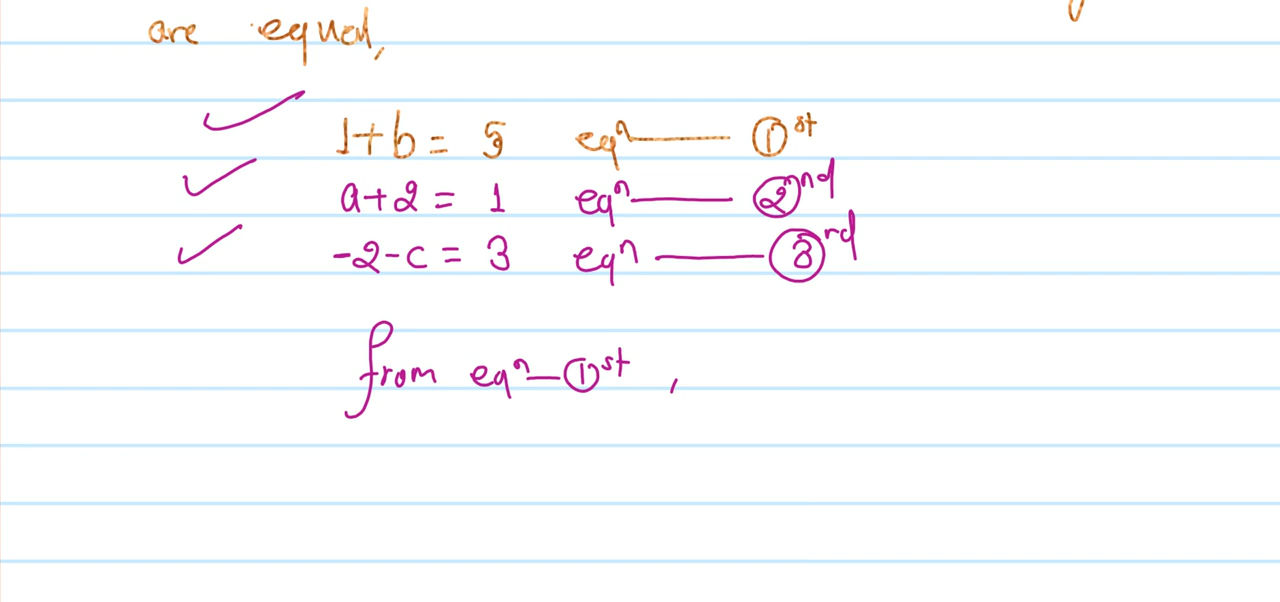 are equal,
1+b = 5 eqn —— ①st
a+2 = 1 eqn —— ②nd
-2-c = 3 eqn —— ③rd
from eqn — ①st ,